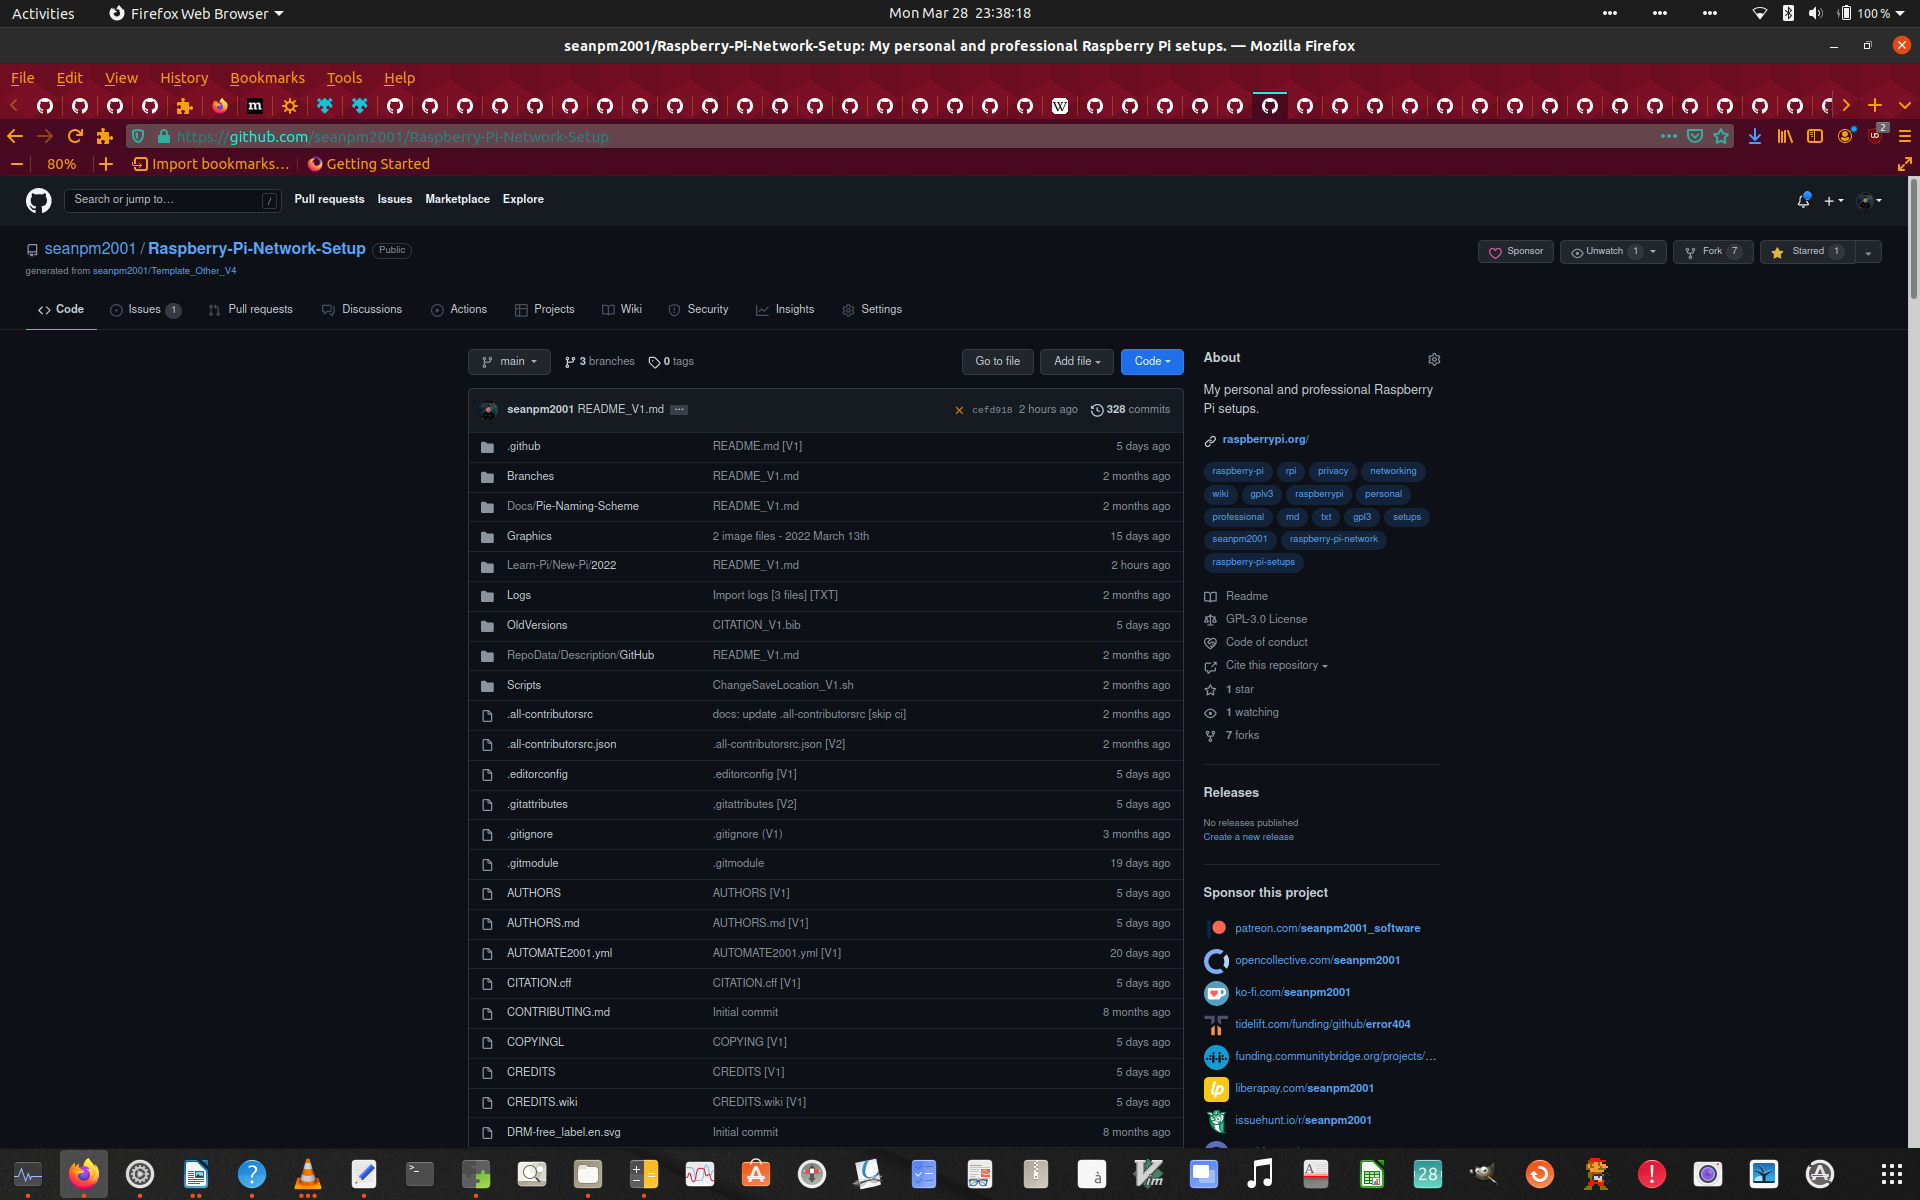 Activities
Firefox Web Browser
Mon Mar 28 23:38:18
100 %
seanpm2001/Raspberry-Pi-Network-Setup: My personal and professional Raspberry Pi setups. — Mozilla Firefox
File Edit View History Bookmarks Tools Help
https://github.com/seanpm2001/Raspberry-Pi-Network-Setup
2
80%
Import bookmarks…
Getting Started
Search or jump to…
/
Pull requests Issues Marketplace Explore
seanpm2001 / Raspberry-Pi-Network-Setup Public
generated from seanpm2001/Template_Other_V4
Sponsor
Unwatch 1
Fork 7
Starred 1
Code
Issues 1
Pull requests
Discussions
Actions
Projects
Wiki
Security
Insights
Settings
main
3 branches
0 tags
Go to file
Add file
Code
seanpm2001 README_V1.md
cefd918 2 hours ago
328 commits
.github README.md [V1] 5 days ago
Branches README_V1.md 2 months ago
Docs/Pie-Naming-Scheme README_V1.md 2 months ago
Graphics 2 image files - 2022 March 13th 15 days ago
Learn-Pi/New-Pi/2022 README_V1.md 2 hours ago
Logs Import logs [3 files] [TXT] 2 months ago
OldVersions CITATION_V1.bib 5 days ago
RepoData/Description/GitHub README_V1.md 2 months ago
Scripts ChangeSaveLocation_V1.sh 2 months ago
.all-contributorsrc docs: update .all-contributorsrc [skip ci] 2 months ago
.all-contributorsrc.json .all-contributorsrc.json [V2] 2 months ago
.editorconfig .editorconfig [V1] 5 days ago
.gitattributes ,gitattributes [V2] 5 days ago
.gitignore .gitignore (V1) 3 months ago
.gitmodule .gitmodule 19 days ago
AUTHORS AUTHORS [V1] 5 days ago
AUTHORS.md AUTHORS.md [V1] 5 days ago
AUTOMATE2001.yml AUTOMATE2001.yml [V1] 20 days ago
CITATION.cff CITATION.cff [V1] 5 days ago
CONTRIBUTING.md Initial commit 8 months ago
COPYINGL COPYING [V1] 5 days ago
CREDITS CREDITS [V1] 5 days ago
CREDITS.wiki CREDITS.wiki [V1] 5 days ago
DRM-free_label.en.svg Initial commit 8 months ago
About
My personal and professional Raspberry
Pi setups.
raspberrypi.org/
raspberry-pi rpi privacy networking
wiki gplv3 raspberrypi personal
professional md txt gpl3 setups
seanpm2001 raspberry-pi-network
raspberry-pi-setups
Readme
GPL-3.0 License
Code of conduct
Cite this repository
1 star
1 watching
7 forks
Releases
No releases published
Create a new release
Sponsor this project
patreon.com/seanpm2001_software
opencollective.com/seanpm2001
ko-fi.com/seanpm2001
tidelift.com/funding/github/error404
funding.communitybridge.org/projects/…
liberapay.com/seanpm2001
issuehunt.io/r/seanpm2001
28